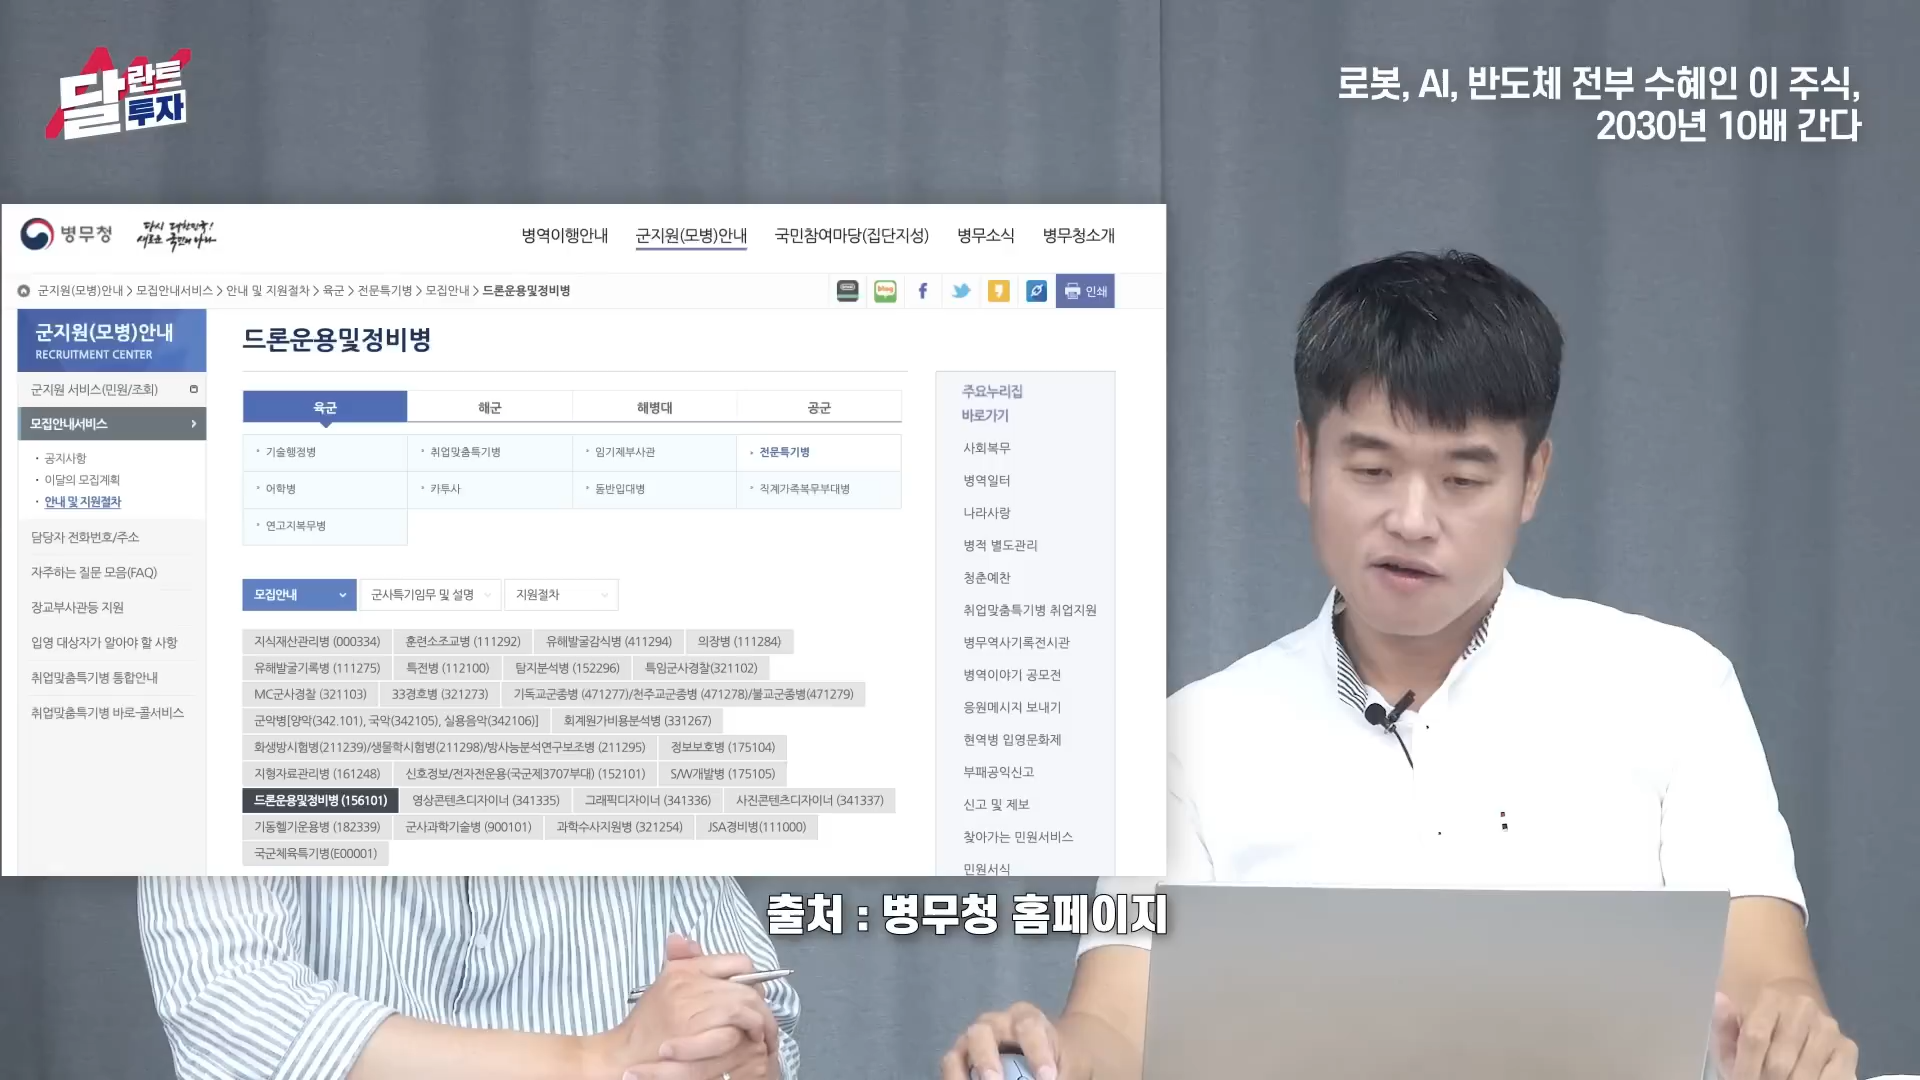 달란트투자
로봇, AI, 반도체 전부 수혜인 이 주식,
2030년 10배 간다
병무청
다시 대한민국!
새로운 국민의 나라
병역이행안내 군지원(모병)안내 국민참여마당(집단지성) 병무소식 병무청소개
군지원(모병)안내 > 모집안내서비스 > 안내 및 지원절차 > 육군 > 전문특기병 > 모집안내 > 드론운용및정비병
blog
인쇄
군지원(모병)안내
RECRUITMENT CENTER
군지원 서비스(민원/조회)
모집안내서비스
· 공지사항
· 이달의 모집계획
· 안내 및 지원절차
담당자 전화번호/주소
자주하는 질문 모음(FAQ)
장교부사관등 지원
입영 대상자가 알아야 할 사항
취업맞춤특기병 통합안내
취업맞춤특기병 바로-콜서비스
드론운용및정비병
육군 해군 해병대 공군
기술행정병 취업맞춤특기병 임기제부사관 전문특기병
어학병 카투사 동반입대병 직계가족복무부대병
연고지복무병
모집안내 군사특기임무 및 설명 지원절차
지식재산관리병 (000334) 훈련소조교병 (111292) 유해발굴감식병 (411294) 의장병 (111284)
유해발굴기록병 (111275) 특전병 (112100) 탐지분석병 (152296) 특임군사경찰(321102)
MC군사경찰 (321103) 33경호병 (321273) 기독교군종병 (471277)/천주교군종병 (471278)/불교군종병(471279)
군악병[양악(342.101), 국악(342105), 실용음악(342106)] 회계원가비용분석병 (331267)
화생방시험병(211239)/생물학시험병(211298)/방사능분석연구보조병 (211295) 정보보호병 (175104)
지형자료관리병 (161248) 신호정보/전자전운용(국군제3707부대) (152101) S/W개발병 (175105)
드론운용및정비병 (156101) 영상콘텐츠디자이너 (341335) 그래픽디자이너 (341336) 사진콘텐츠디자이너 (341337)
기동헬기운용병 (182339) 군사과학기술병 (900101) 과학수사지원병 (321254) JSA경비병(111000)
국군체육특기병(E00001)
주요누리집
바로가기
사회복무
병역일터
나라사랑
병적 별도관리
청춘예찬
취업맞춤특기병 취업지원
병무역사기록전시관
병역이야기 공모전
응원메시지 보내기
현역병 입영문화제
부패공익신고
신고 및 제보
찾아가는 민원서비스
민원서식
출처 : 병무청 홈페이지